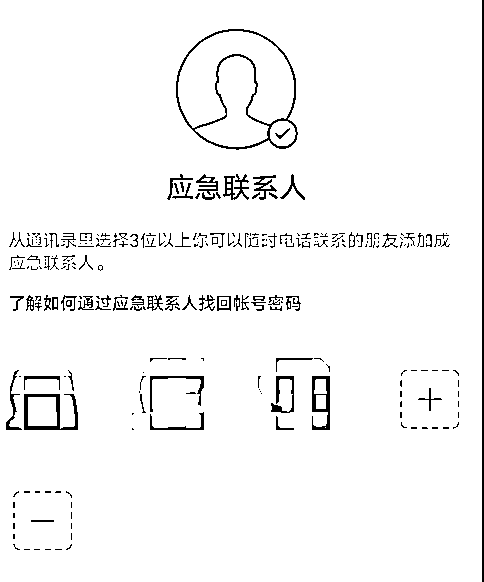 应急联系人
从通讯录里选择3位以上你可以随时电话联系的朋友添加成
应急联系人。
了解如何通过应急联系人找回帐号密码